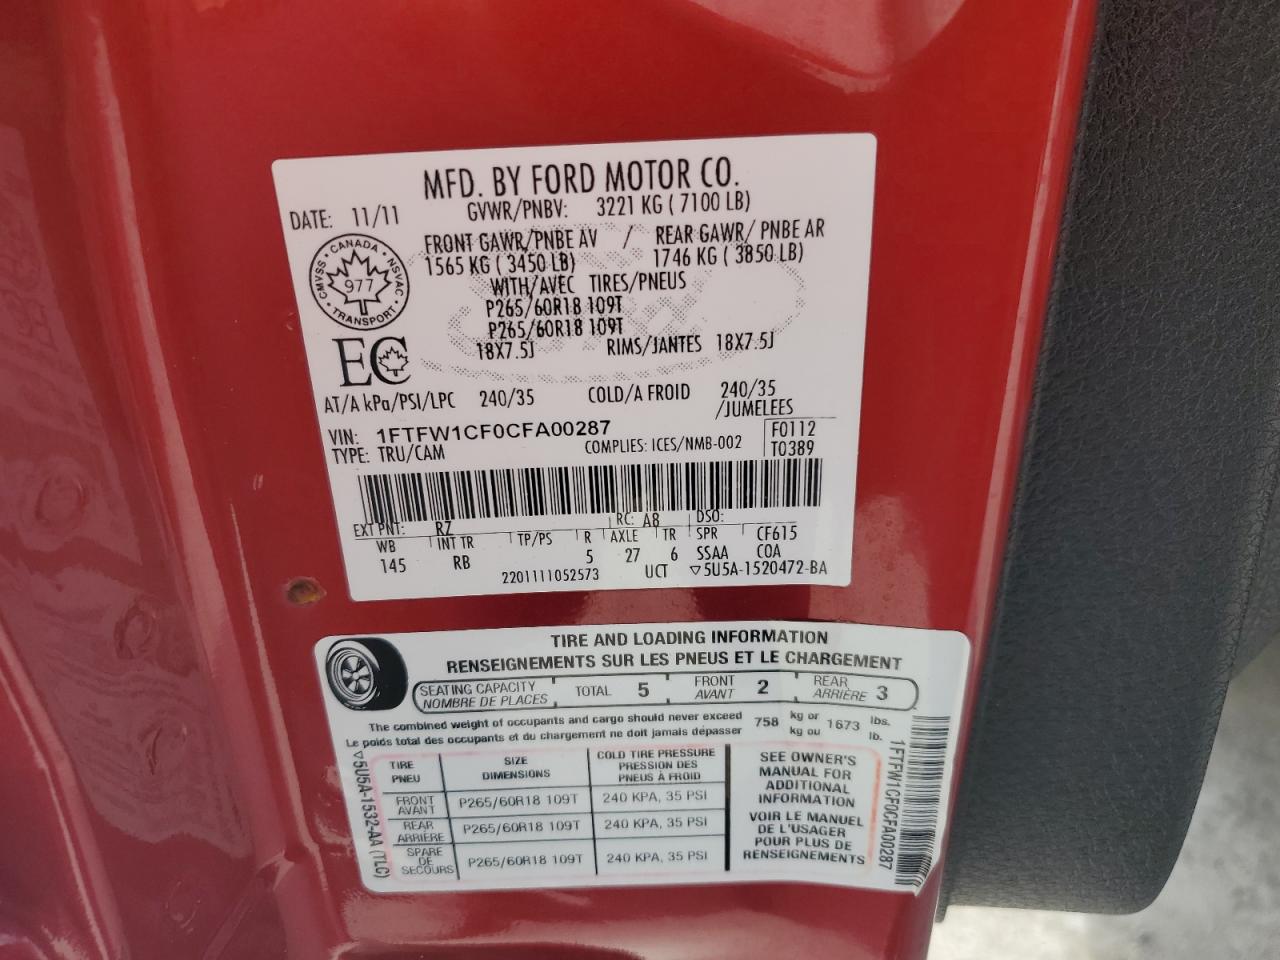 MFD. BY FORD MOTOR CO.
DATE: 11/11
GVWR/PNBV: 3221 KG ( 7100 LB)
FRONT GAWR/PNBE AV / REAR GAWR/ PNBE AR
1565 KG ( 3450 LB) 1746 KG ( 3850 LB)
WITH/AVEC TIRES/PNEUS
P265/60R18 109T
P265/60R18 109T
18X7.5J RIMS/JANTES 18X7.5J
CANADA
CMVSS • NSVAC
977
TRANSPORT
EC
AT/A kPa/PSI/LPC 240/35 COLD/A FROID 240/35
/JUMELEES
VIN: 1FTFW1CF0CFA00287
TYPE: TRU/CAM COMPLIES: ICES/NMB-002
F0112
T0389
EXT PNT: RZ RC: A8 DSO:
WB INT TR TP/PS R AXLE TR SPR CF615
145 RB 5 27 6 SSAA COA
2201111052573 UCT ▽5U5A-1520472-BA
TIRE AND LOADING INFORMATION
RENSEIGNEMENTS SUR LES PNEUS ET LE CHARGEMENT
SEATING CAPACITY
NOMBRE DE PLACES
TOTAL 5
FRONT
AVANT
2
REAR
ARRIÈRE
3
The combined weight of occupants and cargo should never exceed 758 kg or 1673 lbs.
Le poids total des occupants et du chargement ne doit jamais dépasser kg ou lb.
TIRE
PNEU
SIZE
DIMENSIONS
COLD TIRE PRESSURE
PRESSION DES
PNEUS À FROID
FRONT
AVANT
P265/60R18 109T 240 KPA, 35 PSI
REAR
ARRIÈRE
P265/60R18 109T 240 KPA, 35 PSI
SPARE
DE
SECOURS
P265/60R18 109T 240 KPA, 35 PSI
SEE OWNER'S
MANUAL FOR
ADDITIONAL
INFORMATION
VOIR LE MANUEL
DE L'USAGER
POUR PLUS DE
RENSEIGNEMENTS
▽5U5A-1532-AA (TLC)
1FTFW1CF0CFA00287